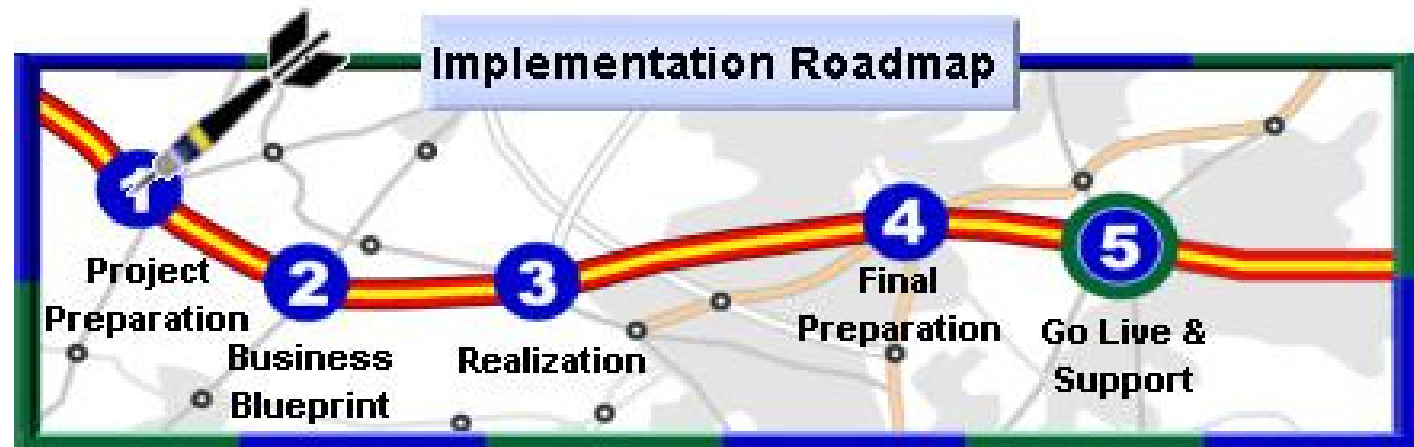 Implementation Roadmap
1
Project
Preparation
2
Business
Blueprint
3
Realization
4
Final
Preparation
5
Go Live &
Support